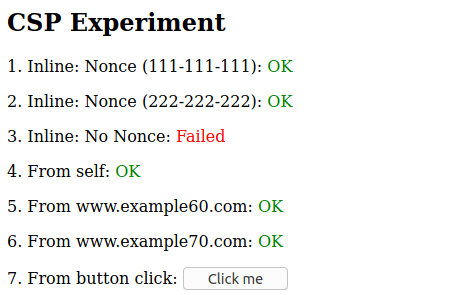 CSP Experiment
1. Inline: Nonce (111-111-111): OK
2. Inline: Nonce (222-222-222): OK
3. Inline: No Nonce: Failed
4. From self: OK
5. From www.example60.com: OK
6. From www.example70.com: OK
7. From button click: Click me